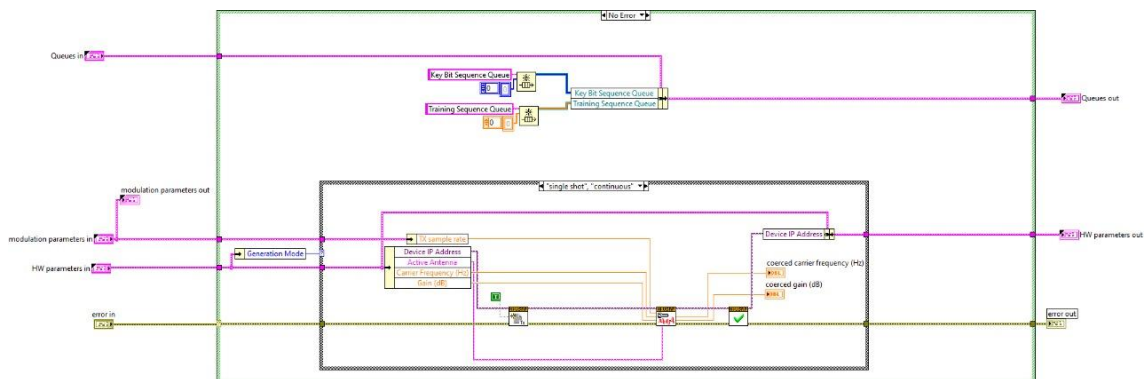 No Error
Queues in
Key Bit Sequence Queue
0
Key Bit Sequence Queue
Training Sequence Queue
Queues out
Training Sequence Queue
0
"single shot", "continuous"
modulation parameters out
modulation parameters in
TX sample rate
Device IP Address
HW parameters out
Generation Mode
Device IP Address
HW parameters in
Active Antenna
Carrier Frequency (Hz)
Gain (dB)
coerced carrier frequency (Hz)
DBL
coerced gain (dB)
DBL
error in
error out